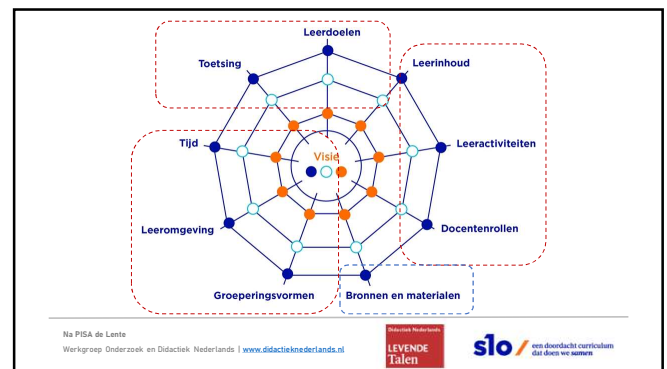 Leerdoelen
Toetsing
Leerinhoud
Tijd
Visie
Leeractiviteiten
Leeromgeving
Docentenrollen
Groeperingsvormen
Bronnen en materialen
Na PISA de Lente
Werkgroep Onderzoek en Didactiek Nederlands | www.didactieknederlands.nl
Didactiek Nederlands
LEVENDE
Talen
slo
een doordacht curriculum
dat doen we samen